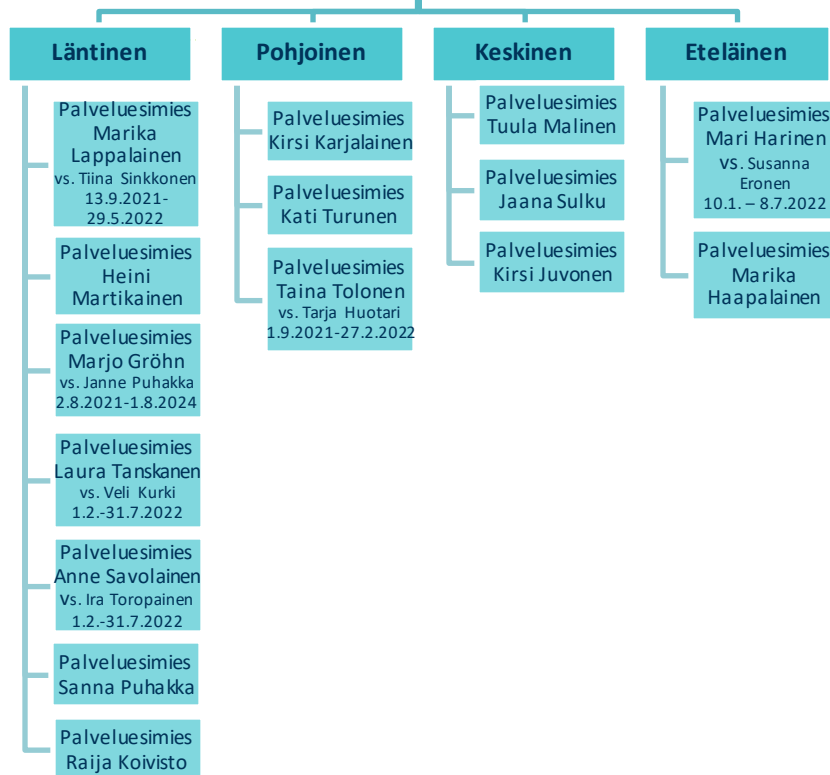 Läntinen
Palveluesimies
Marika
Lappalainen
vs. Tiina Sinkkonen
13.9.2021-
29.5.2022
Palveluesimies
Heini
Martikainen
Palveluesimies
Marjo Gröhn
vs. Janne Puhakka
2.8.2021-1.8.2024
Palveluesimies
Laura Tanskanen
vs. Veli Kurki
1.2.-31.7.2022
Palveluesimies
Anne Savolainen
vs. Ira Toropainen
1.2.-31.7.2022
Palveluesimies
Sanna Puhakka
Palveluesimies
Raija Koivisto
Pohjoinen
Palveluesimies
Kirsi Karjalainen
Palveluesimies
Kati Turunen
Palveluesimies
Taina Tolonen
vs. Tarja Huotari
1.9.2021-27.2.2022
Keskinen
Palveluesimies
Tuula Malinen
Palveluesimies
Jaana Sulku
Palveluesimies
Kirsi Juvonen
Eteläinen
Palveluesimies
Mari Harinen
vs. Susanna
Eronen
10.1. – 8.7.2022
Palveluesimies
Marika
Haapalainen